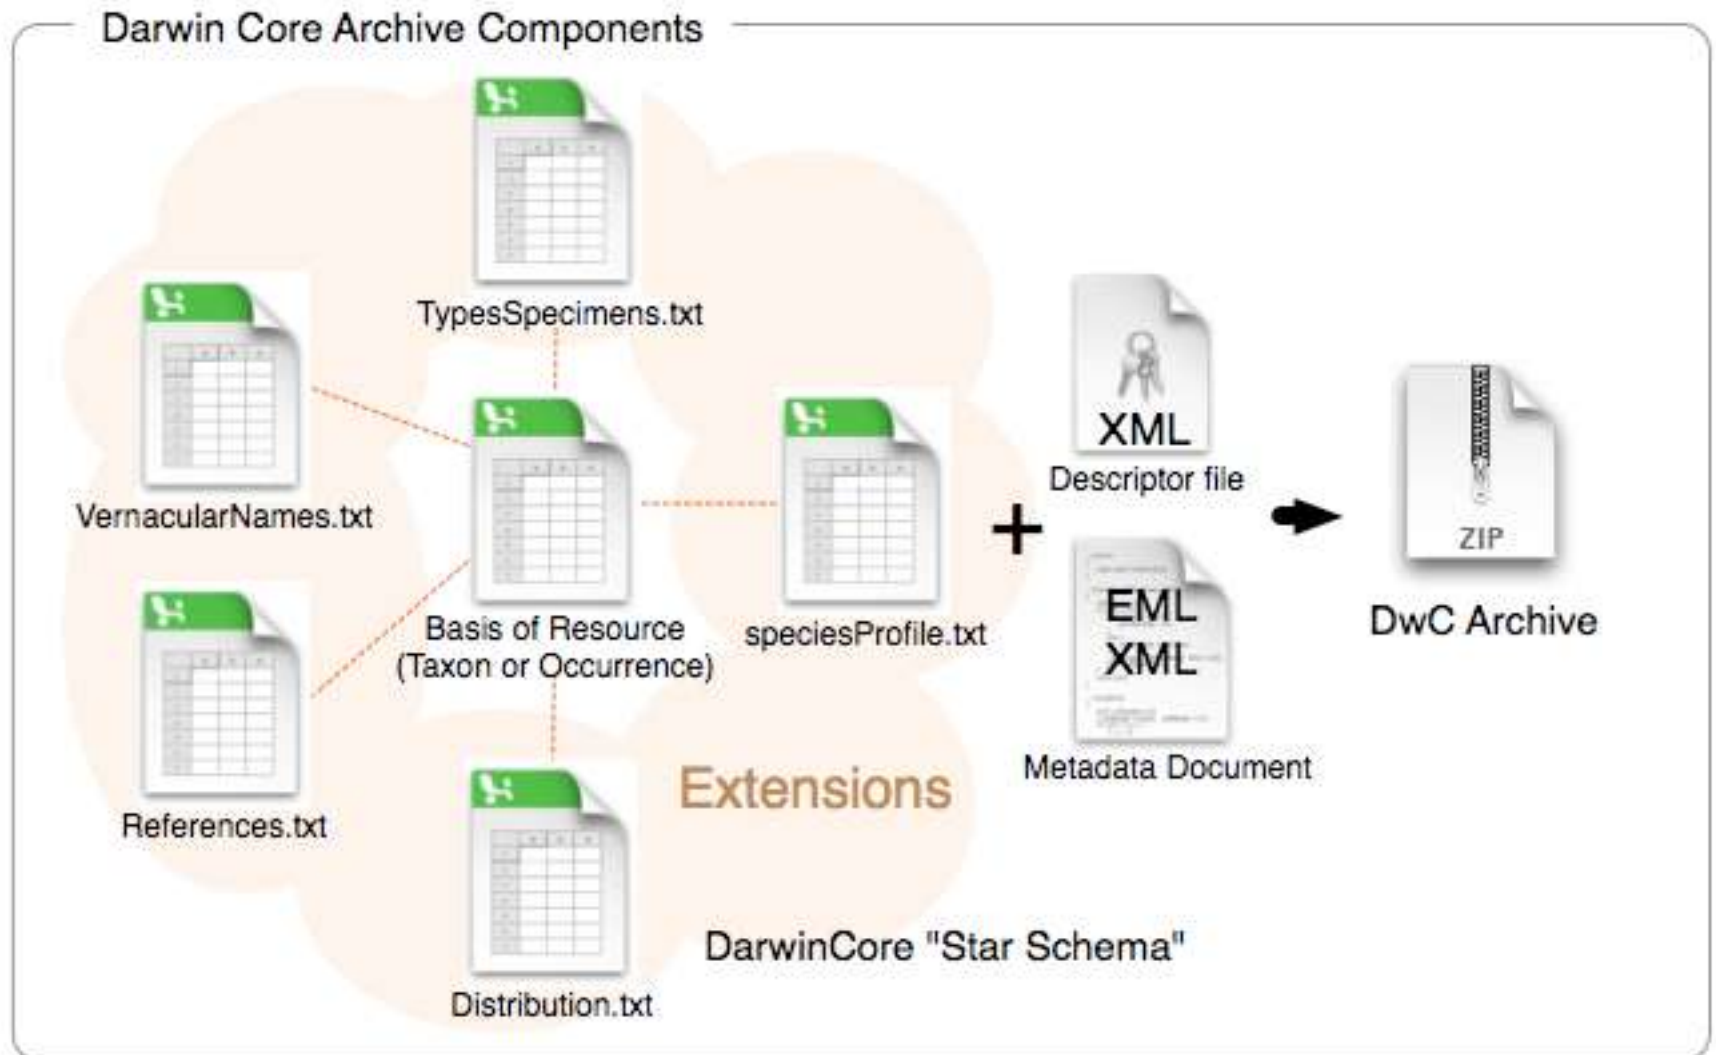 Darwin Core Archive Components
TypesSpecimens.txt
VernacularNames.txt
Basis of Resource
(Taxon or Occurrence)
speciesProfile.txt
References.txt
Distribution.txt
Extensions
DarwinCore "Star Schema"
+
XML
Descriptor file
EML
XML
Metadata Document
ZIP
DwC Archive